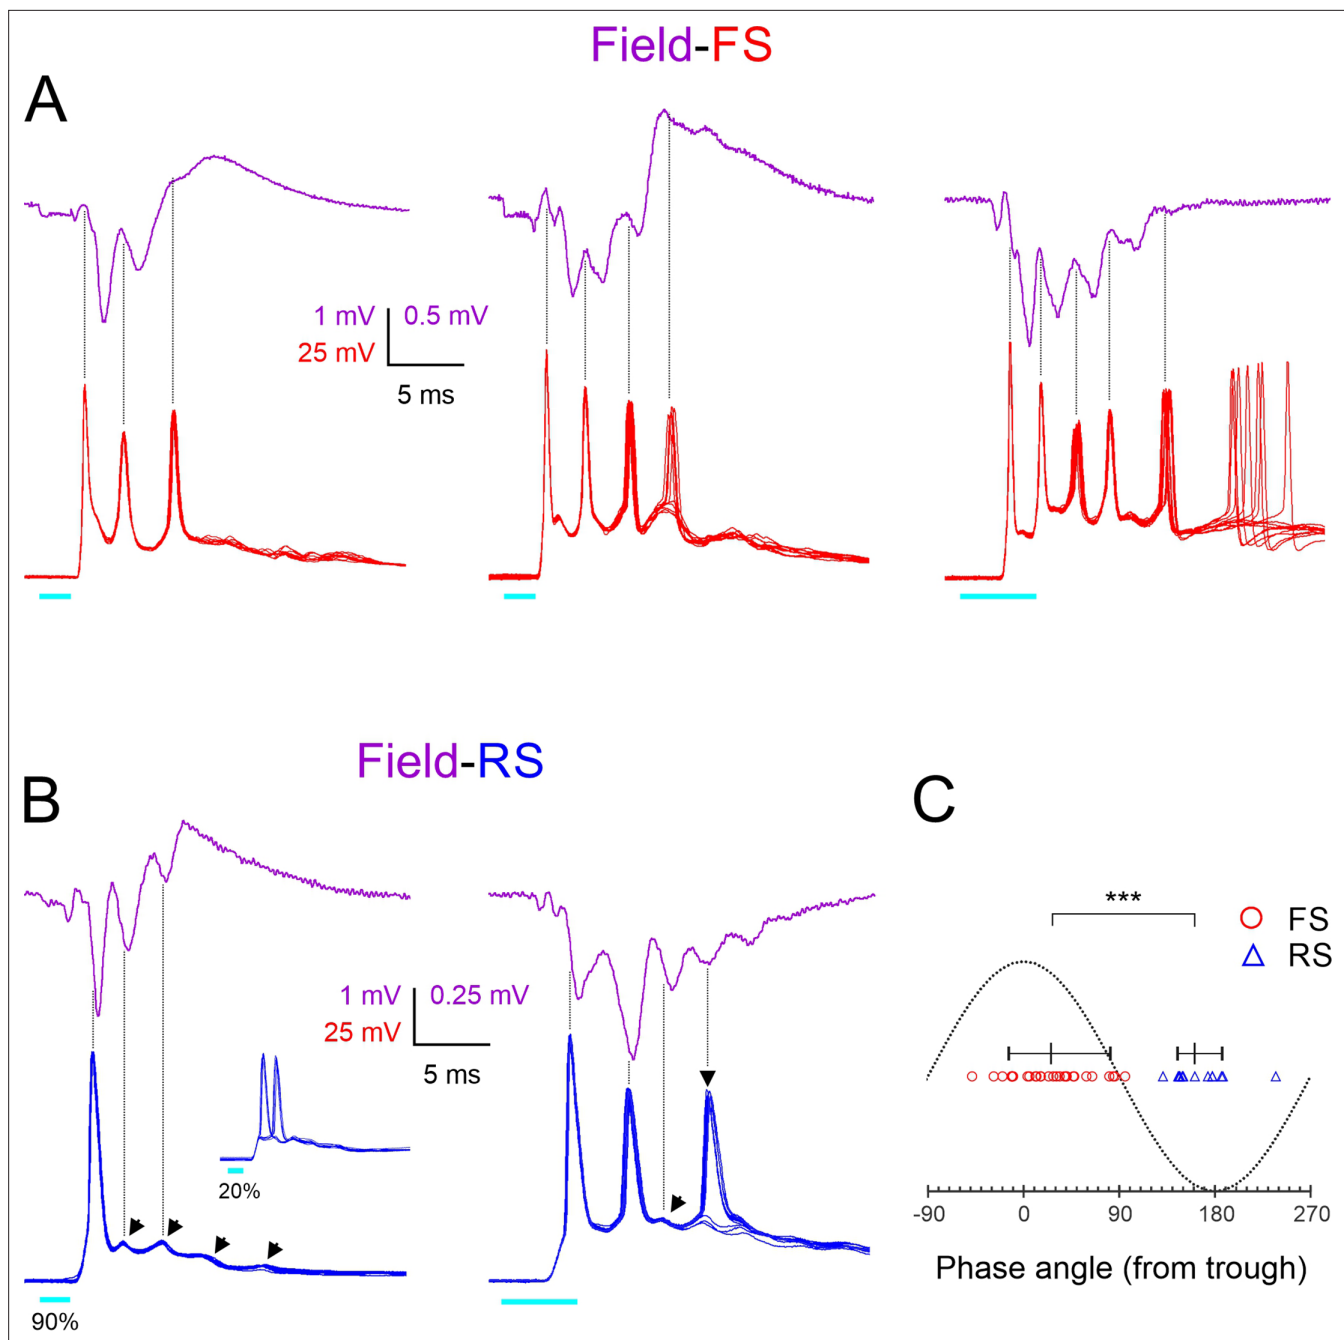 Field-FS
A
1 mV 0.5 mV
25 mV
5 ms
Field-RS
B
C
***
FS
RS
1 mV 0.25 mV
25 mV
5 ms
20%
90%
-90 0 90 180 270
Phase angle (from trough)